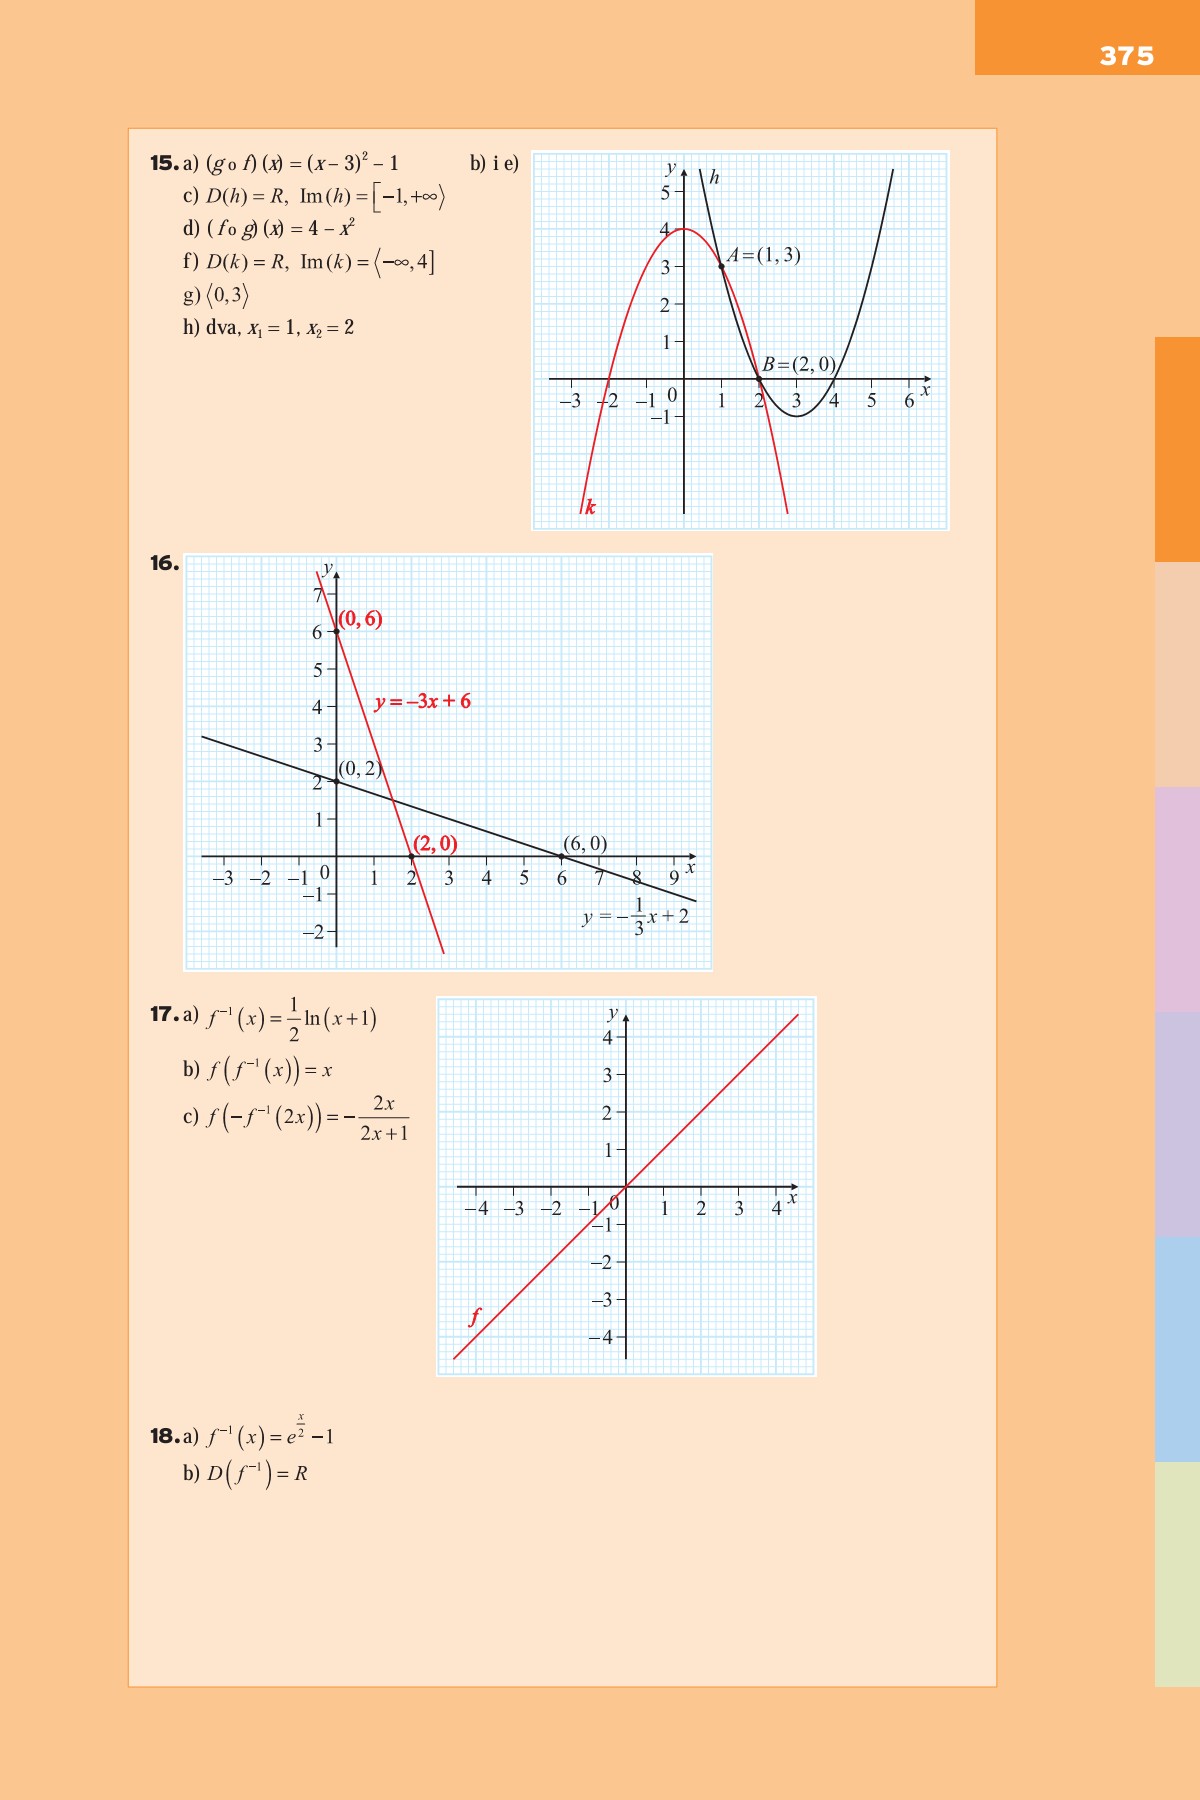 375
15. a) (g o f) (x) = (x – 3)² – 1 b) i e)
c) D(h) = R, Im(h) = [–1, +∞⟩
d) (f o g) (x) = 4 – x²
f) D(k) = R, Im(k) = ⟨–∞, 4]
g) ⟨0, 3⟩
h) dva, x₁ = 1, x₂ = 2
y
h
5
4
3
2
1
A=(1, 3)
B=(2, 0)
–3 –2 –1 0 1 2 3 4 5 6 x
–1
k
16.
y
7
6
(0, 6)
5
4
y = –3x + 6
3
2
(0, 2)
1
(2, 0)
(6, 0)
–3 –2 –1 0 1 2 3 4 5 6 7 8 9 x
–1
–2
y = –1/3 x + 2
17. a) f⁻¹(x) = 1/2 ln(x+1)
b) f(f⁻¹(x)) = x
c) f(–f⁻¹(2x)) = – 2x/2x+1
y
4
3
2
1
–4 –3 –2 –1 0 1 2 3 4 x
–1
–2
–3
–4
f
18. a) f⁻¹(x) = e^(x/2) – 1
b) D(f⁻¹) = R